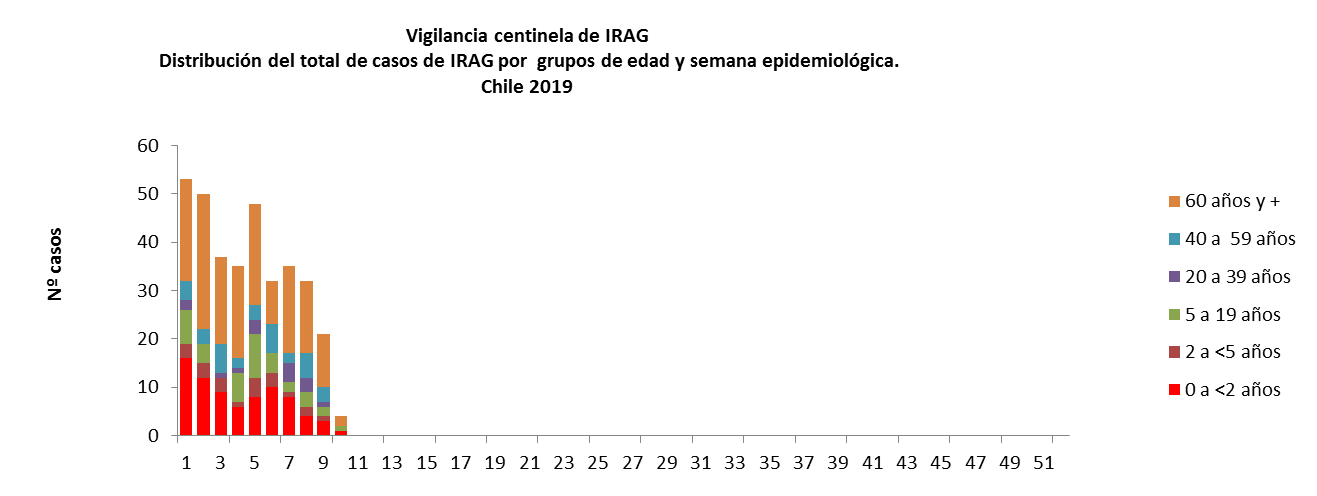 Vigilancia centinela de IRAG
Distribución del total de casos de IRAG por  grupos de edad y semana epidemiológica.
Chile 2019
Nº casos
60
50
40
30
20
10
0
1 3 5 7 9 11 13 15 17 19 21 23 25 27 29 31 33 35 37 39 41 43 45 47 49 51
60 años y +
40 a  59 años
20 a 39 años
5 a 19 años
2 a <5 años
0 a <2 años